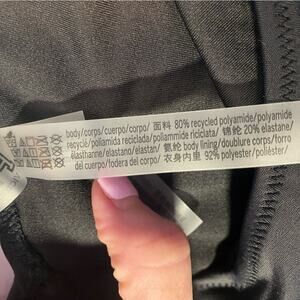 body/corps/cuerpo/corpo/ 面料 80% recycled polyamide/polyamide
recyclé/poliamida reciclada/poliammide riciclata/ 锦纶 20% elastane/
élasthanne/elastano/elastan/ 氨纶 body lining/doublure corps/forro
del cuerpo/fodera del corpo/ 衣身内里 92% polyester/poliéster/